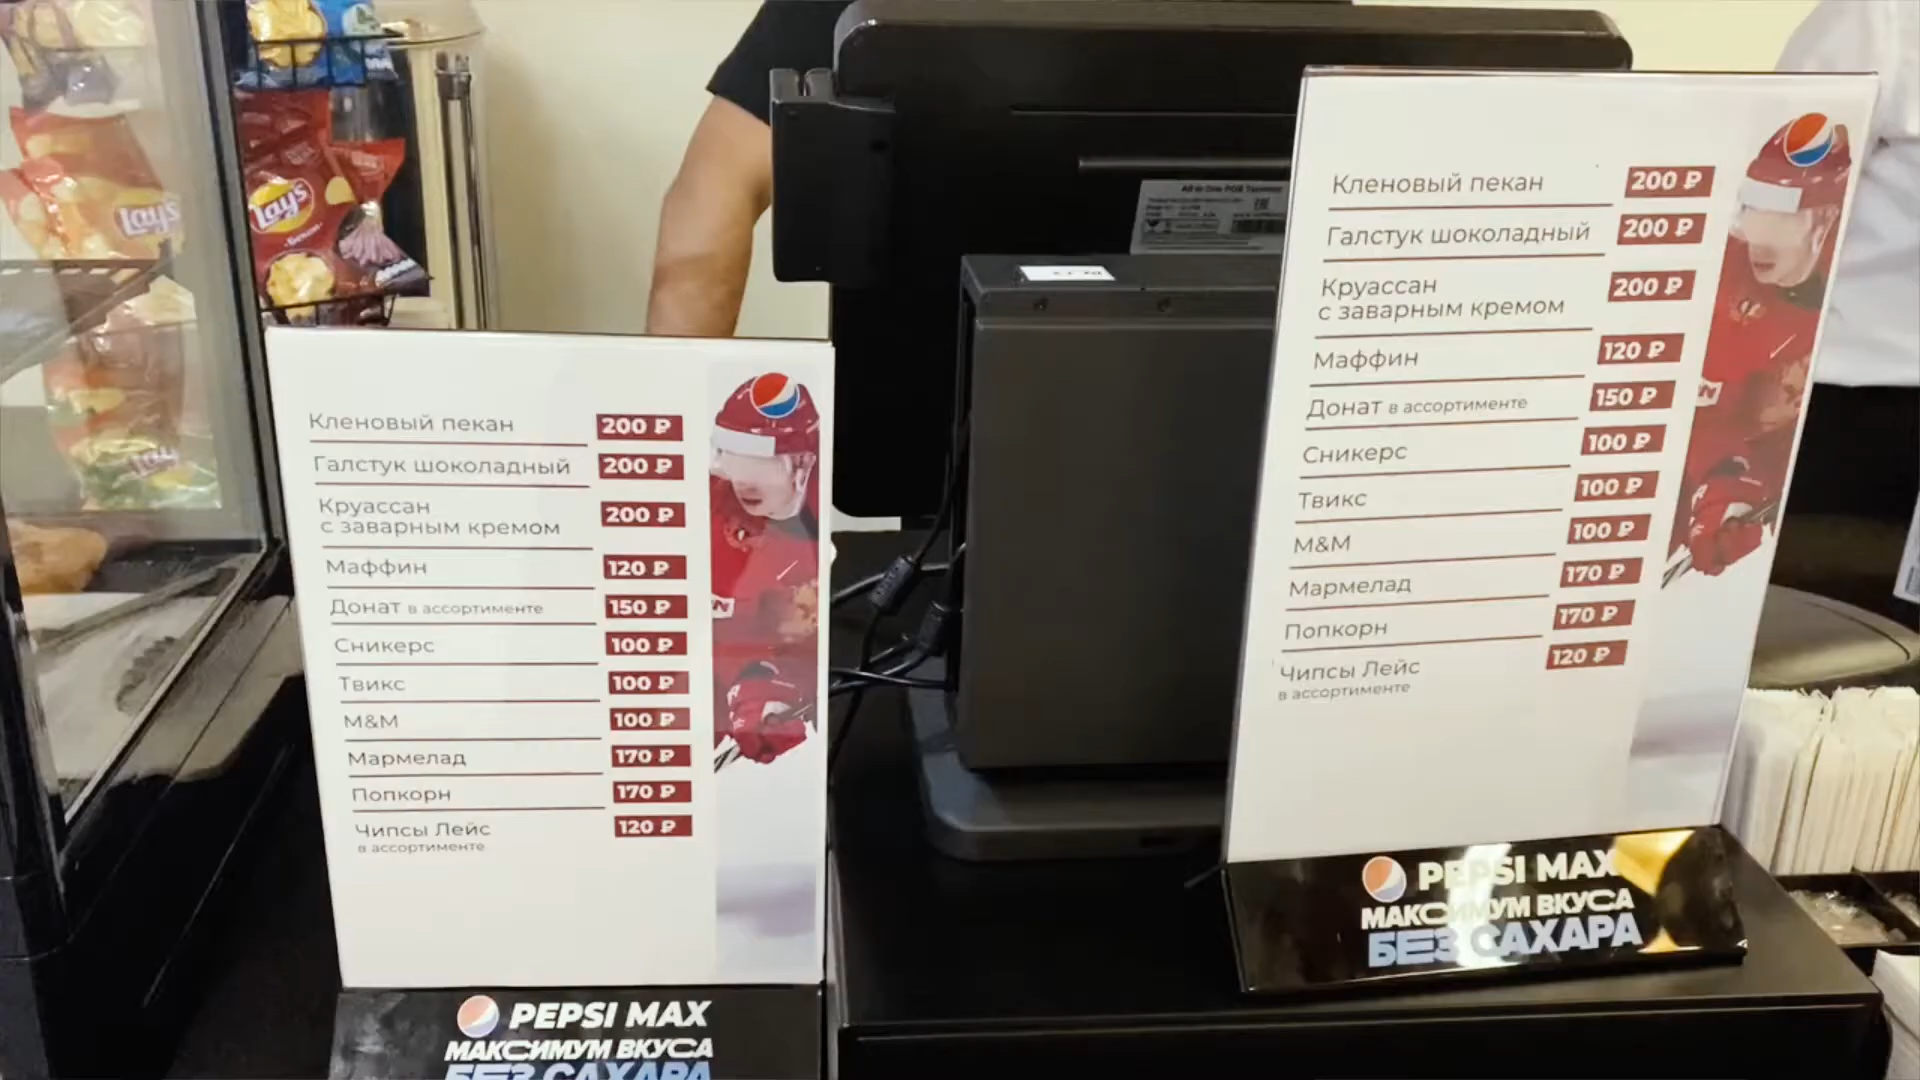 Lay's
Lay's
Бекон
Кленовый пекан 200 ₽
Галстук шоколадный 200 ₽
Круассан
с заварным кремом 200 ₽
Маффин 120 ₽
Донат в ассортименте 150 ₽
Сникерс 100 ₽
Твикс 100 ₽
M&M 100 ₽
Мармелад 170 ₽
Попкорн 170 ₽
Чипсы Лейс 120 ₽
в ассортименте
PEPSI MAX
МАКСИМУМ ВКУСА
БЕЗ САХАРА
Кленовый пекан 200 ₽
Галстук шоколадный 200 ₽
Круассан
с заварным кремом 200 ₽
Маффин 120 ₽
Донат в ассортименте 150 ₽
Сникерс 100 ₽
Твикс 100 ₽
M&M 100 ₽
Мармелад 170 ₽
Попкорн 170 ₽
Чипсы Лейс 120 ₽
в ассортименте
PEPSI MAX
МАКСИМУМ ВКУСА
БЕЗ САХАРА